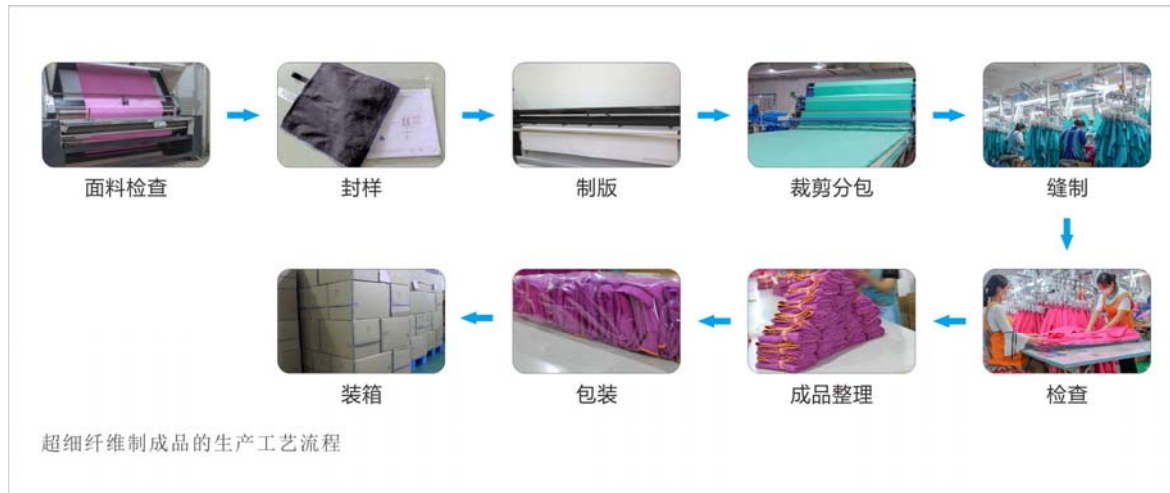 面料检查
封样
制版
裁剪分包
缝制
装箱
包装
成品整理
检查
超细纤维制成品的生产工艺流程